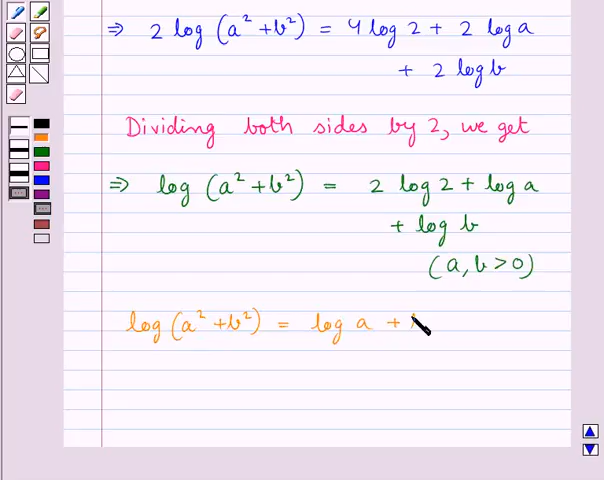 ⇒ 2 log (a² + b²) = 4 log 2 + 2 log a
+ 2 log b
Dividing both sides by 2, we get
⇒ log (a² + b²) = 2 log 2 + log a
+ log b
(a, b > 0)
log (a² + b²) = log a +